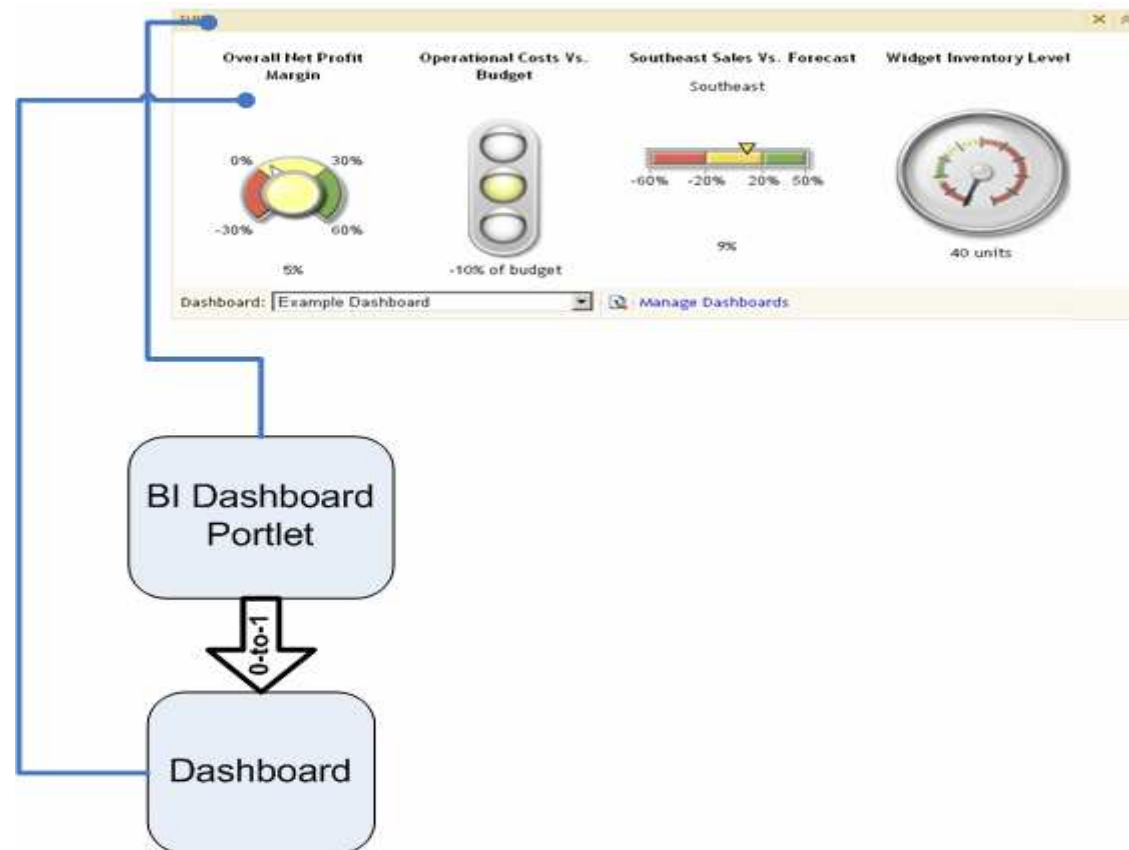 Overall Net Profit
Margin
Operational Costs Vs.
Budget
Southeast Sales Vs. Forecast
Southeast
Widget Inventory Level
0%
30%
-30%
60%
5%
-10% of budget
-60% -20% 20% 50%
9%
40 units
Dashboard: Example Dashboard
Manage Dashboards
BI Dashboard
Portlet
0-to-1
Dashboard